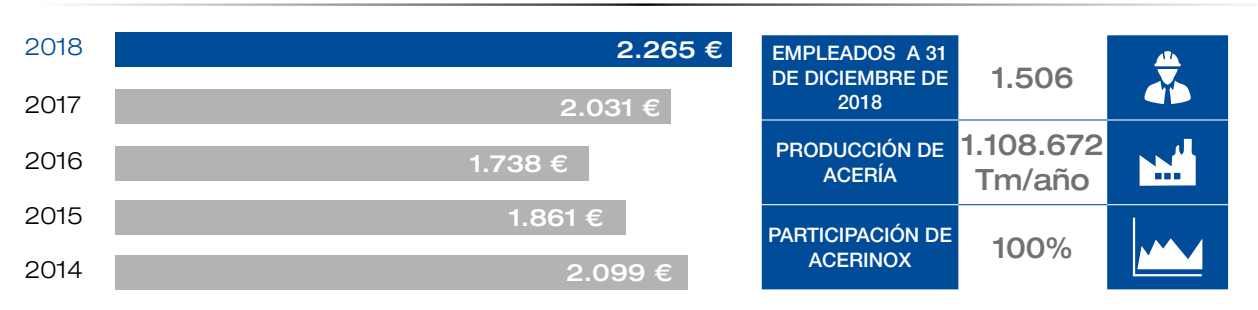 2018
2.265 €
2017
2.031 €
2016
1.738 €
2015
1.861 €
2014
2.099 €
EMPLEADOS A 31
DE DICIEMBRE DE
2018
1.506
PRODUCCIÓN DE
ACERÍA
1.108.672
Tm/año
PARTICIPACIÓN DE
ACERINOX
100%